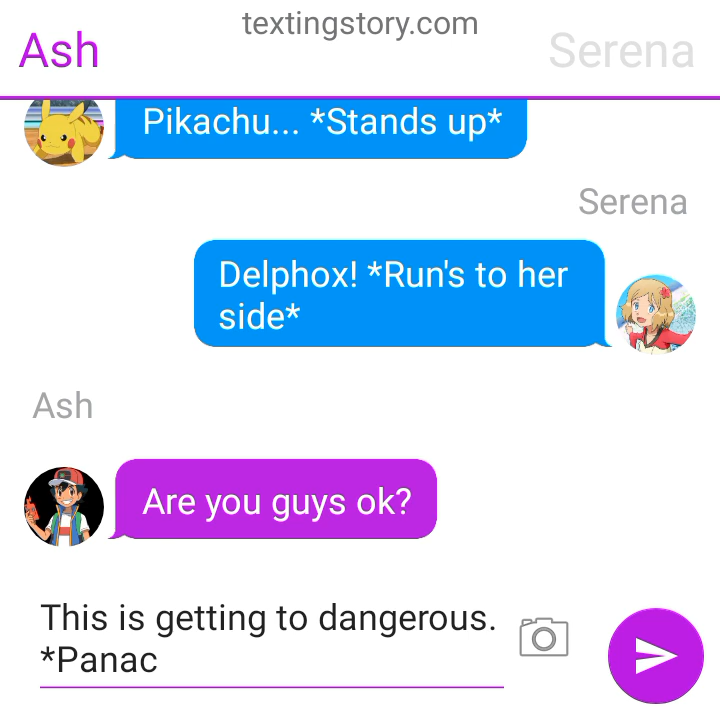 textingstory.com
Ash
Serena
Pikachu... *Stands up*
Serena
Delphox! *Run's to her
side*
Ash
Are you guys ok?
This is getting to dangerous.
*Panac